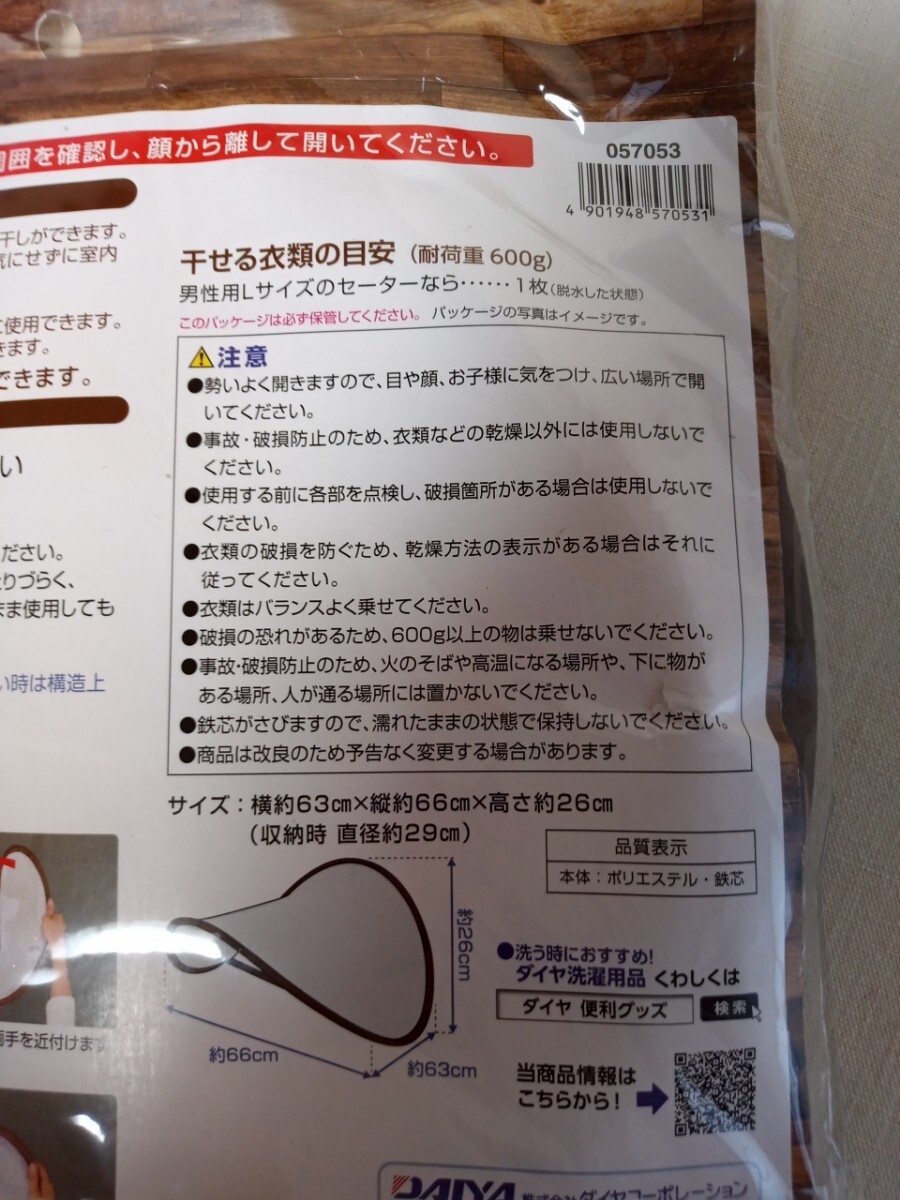 囲を確認し、顔から離して開いてください。
057053
4 901948 570531
干しができます。
気にせずに室内
使用できます。
きます。
できます。
い
ださい。
りづらく、
まま使用しても
い時は構造上
両手を近付けます
干せる衣類の目安（耐荷重 600g）
男性用Lサイズのセーターなら……1枚（脱水した状態）
このパッケージは必ず保管してください。 パッケージの写真はイメージです。
注意
●勢いよく開きますので、目や顔、お子様に気をつけ、広い場所で開
いてください。
●事故・破損防止のため、衣類などの乾燥以外には使用しないで
ください。
●使用する前に各部を点検し、破損箇所がある場合は使用しないで
ください。
●衣類の破損を防ぐため、乾燥方法の表示がある場合はそれに
従ってください。
●衣類はバランスよく乗せてください。
●破損の恐れがあるため、600g以上の物は乗せないでください。
●事故・破損防止のため、火のそばや高温になる場所や、下に物が
ある場所、人が通る場所には置かないでください。
●鉄芯がさびますので、濡れたままの状態で保持しないでください。
●商品は改良のため予告なく変更する場合があります。
サイズ：横約63cm×縦約66cm×高さ約26cm
（収納時 直径約29cm）
品質表示
本体：ポリエステル・鉄芯
約26cm
約66cm
約63cm
●洗う時におすすめ!
ダイヤ洗濯用品 くわしくは
ダイヤ 便利グッズ 検索
当商品情報は
こちらから!
DAIYA 株式会社ダイヤコーポレーション